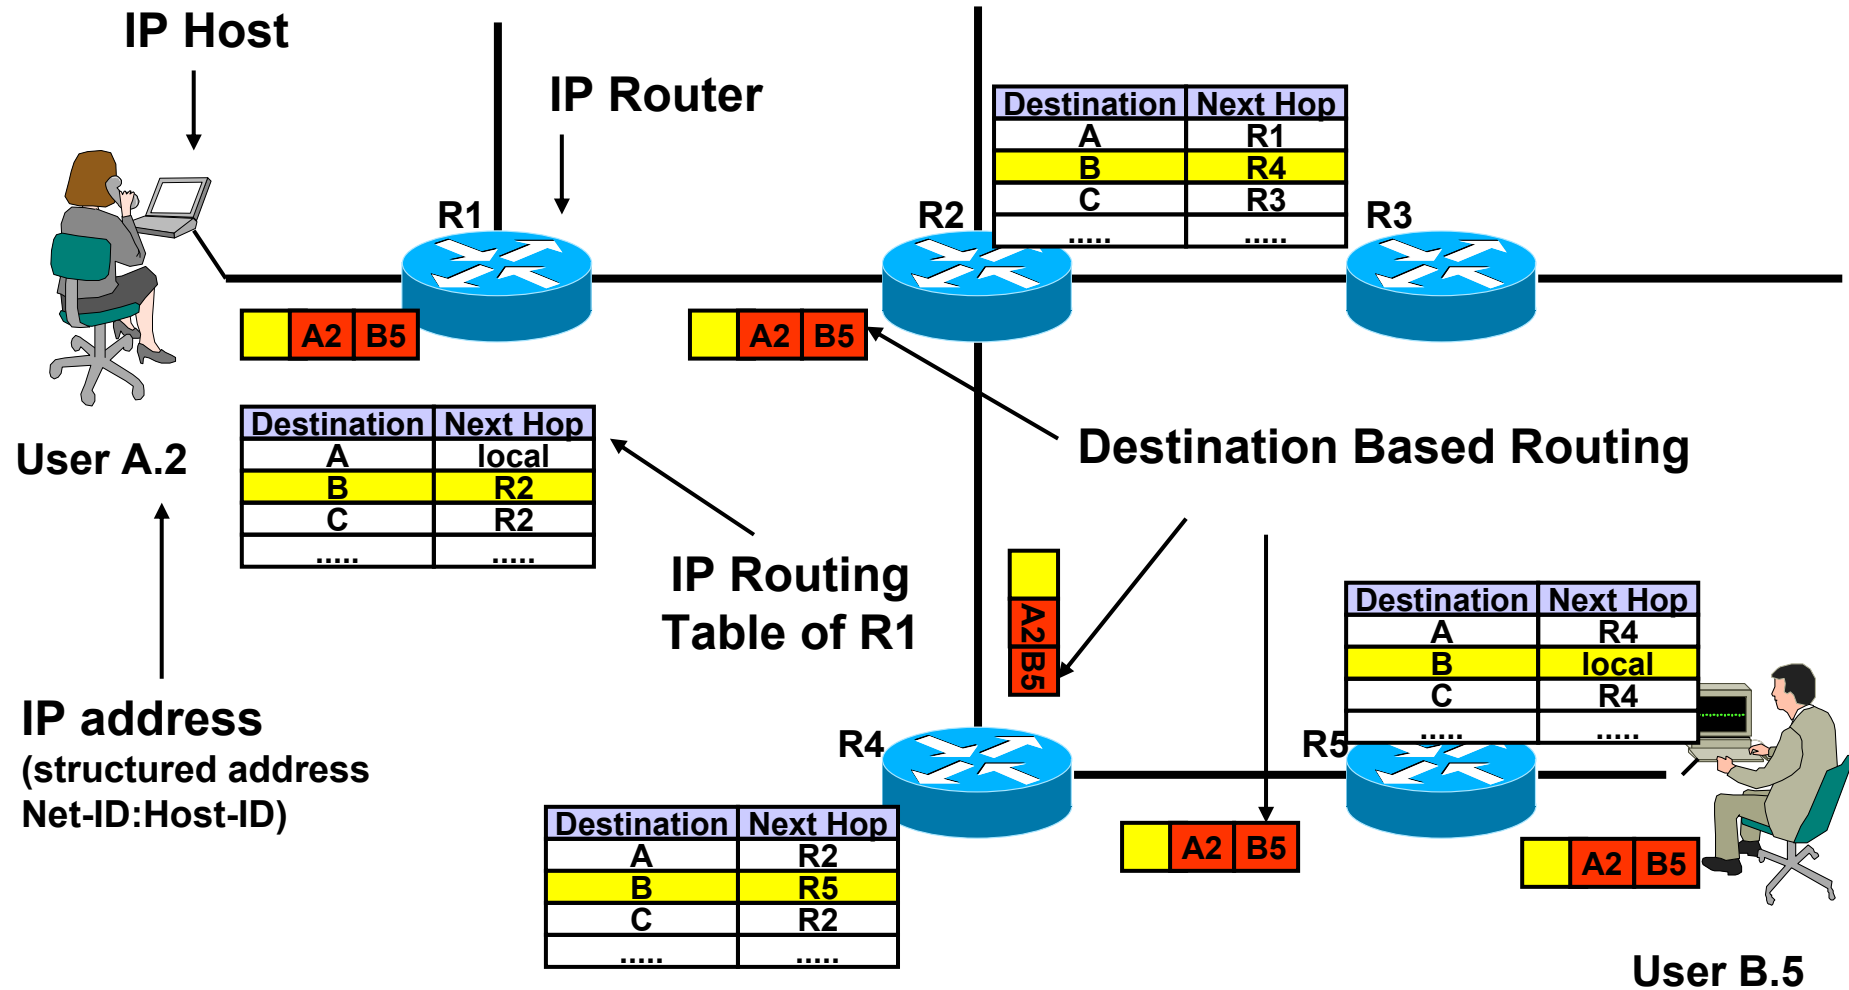 IP Host
IP Router
Destination Next Hop
A R1
B R4
C R3
..... .....
R1
R2
R3
A2 B5
A2 B5
Destination Next Hop
A local
B R2
C R2
..... .....
User A.2
Destination Based Routing
IP Routing
Table of R1
A2 B5
Destination Next Hop
A R4
B local
C R4
..... .....
IP address
(structured address
Net-ID:Host-ID)
R4
R5
Destination Next Hop
A R2
B R5
C R2
..... .....
A2 B5
A2 B5
User B.5